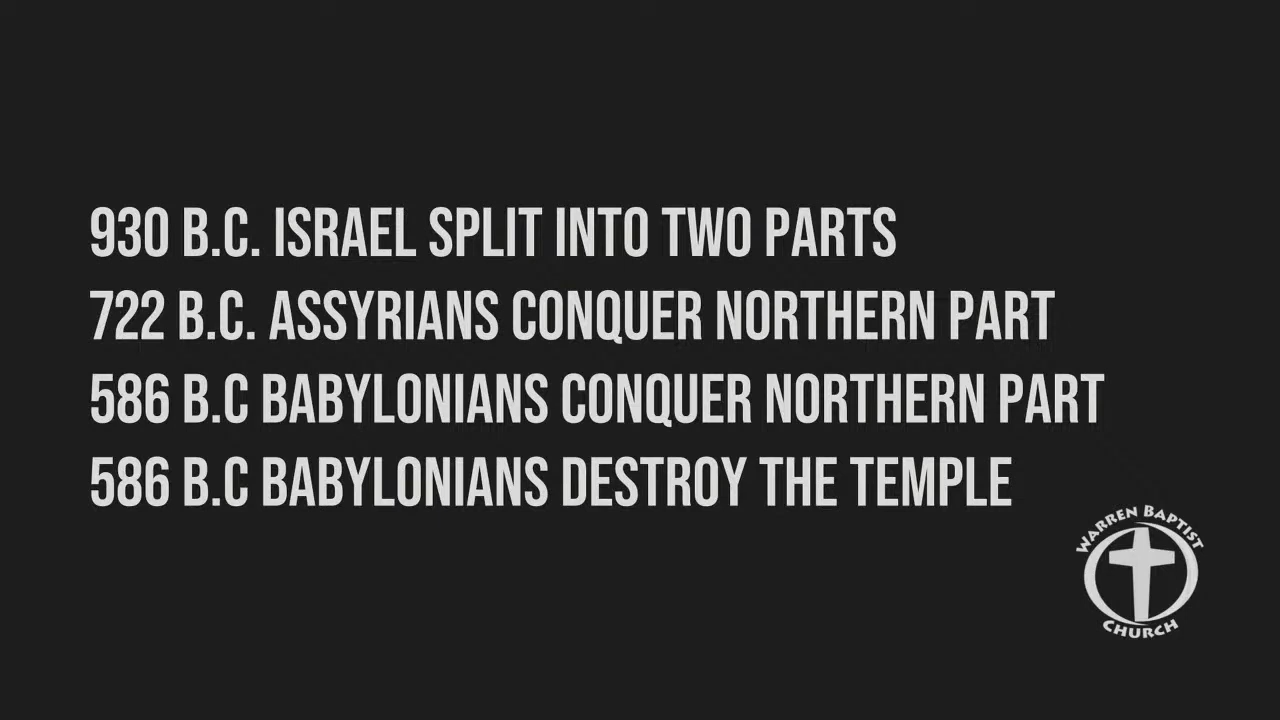 930 B.C. ISRAEL SPLIT INTO TWO PARTS
722 B.C. ASSYRIANS CONQUER NORTHERN PART
586 B.C BABYLONIANS CONQUER NORTHERN PART
586 B.C BABYLONIANS DESTROY THE TEMPLE
WARREN BAPTIST
CHURCH